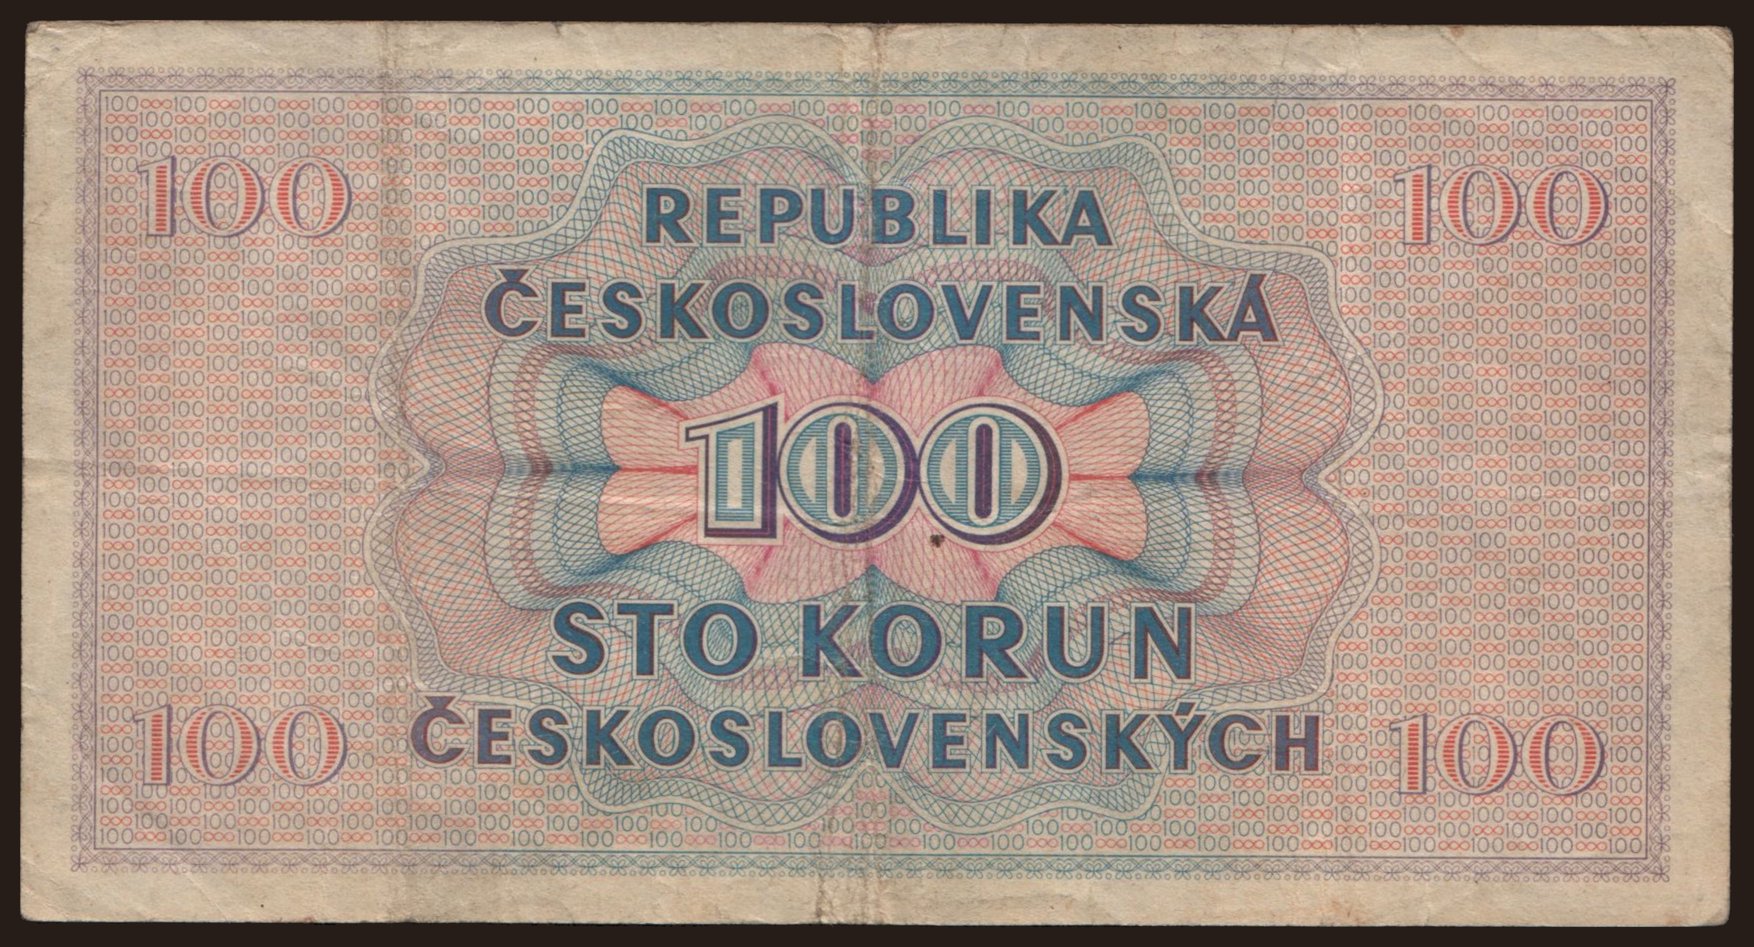 100 100
REPUBLIKA
ČESKOSLOVENSKÁ
100
STO KORUN
ČESKOSLOVENSKÝCH
100 100